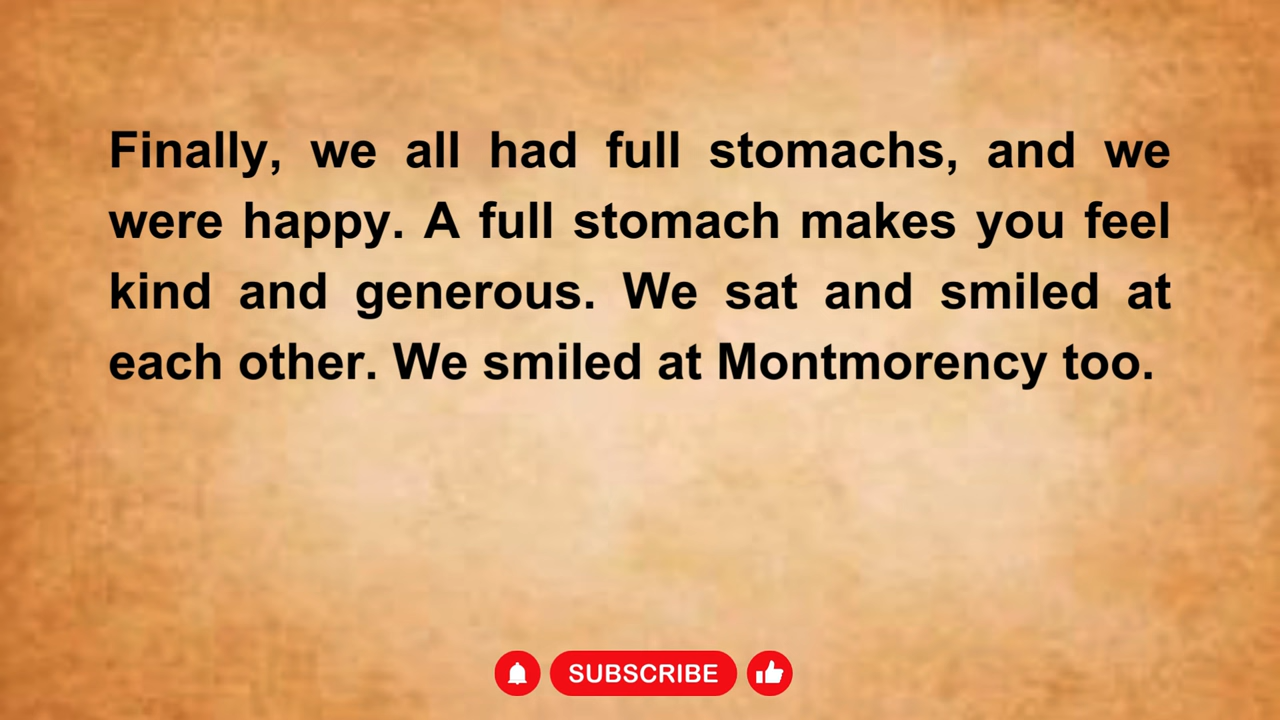 Finally, we all had full stomachs, and we
were happy. A full stomach makes you feel
kind and generous. We sat and smiled at
each other. We smiled at Montmorency too.
SUBSCRIBE